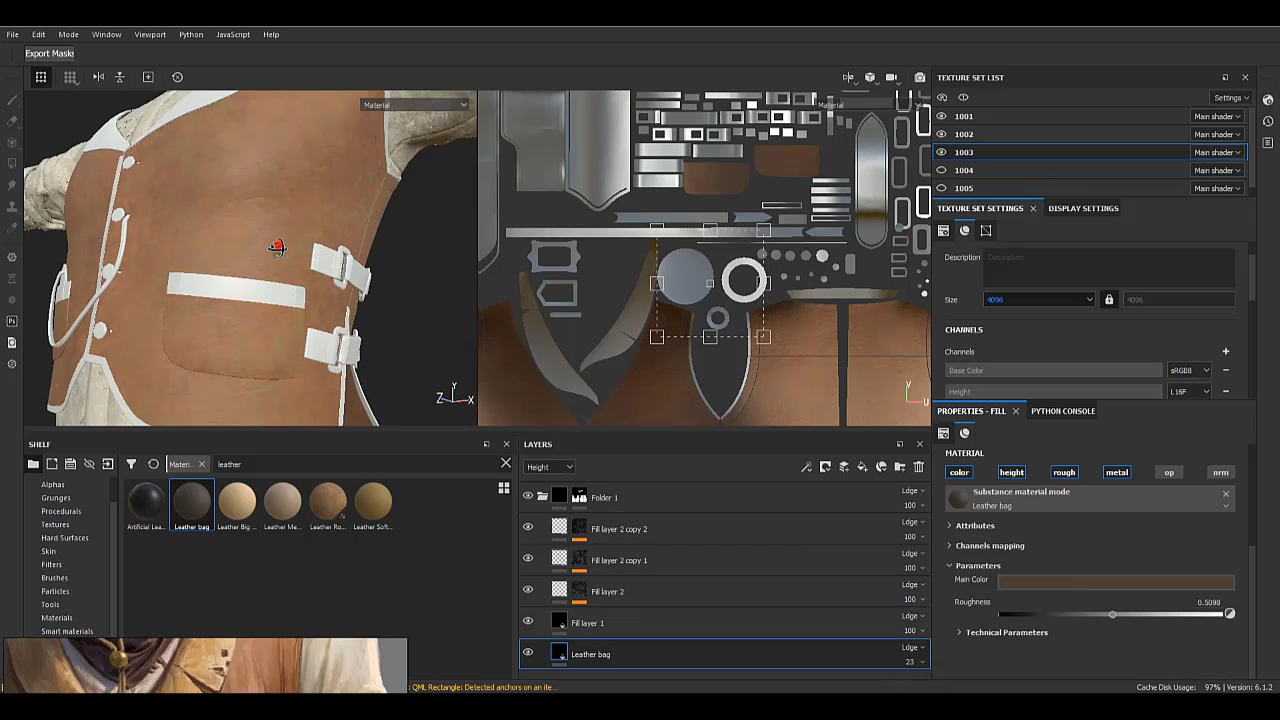 File Edit Mode Window Viewport Python JavaScript Help
Export Masks
Material
Material
Z X Y
V U
TEXTURE SET LIST
Settings
1001 Main shader
1002 Main shader
1003 Main shader
1004 Main shader
1005 Main shader
TEXTURE SET SETTINGS DISPLAY SETTINGS
Description Description
Size 4096 4096
CHANNELS
Channels
Base Color sRGB8
Height L16F
PROPERTIES - FILL PYTHON CONSOLE
MATERIAL
color height rough metal op nrm
Substance material mode
Leather bag
Attributes
Channels mapping
Parameters
Main Color
Roughness 0.5098
Technical Parameters
SHELF
Materi... leather
Alphas
Grunges
Procedurals
Textures
Hard Surfaces
Skin
Filters
Brushes
Particles
Tools
Materials
Smart materials
Artificial Lea... Leather bag Leather Big ... Leather Me... Leather Ro... Leather Soft...
LAYERS
Height
Folder 1 Ldge 100
Fill layer 2 copy 2 Ldge 100
Fill layer 2 copy 1 Ldge 100
Fill layer 2 Ldge 100
Fill layer 1 Ldge 100
Leather bag Ldge 23
QML Rectangle: Detected anchors on an ite...
Cache Disk Usage: 97% | Version: 6.1.2